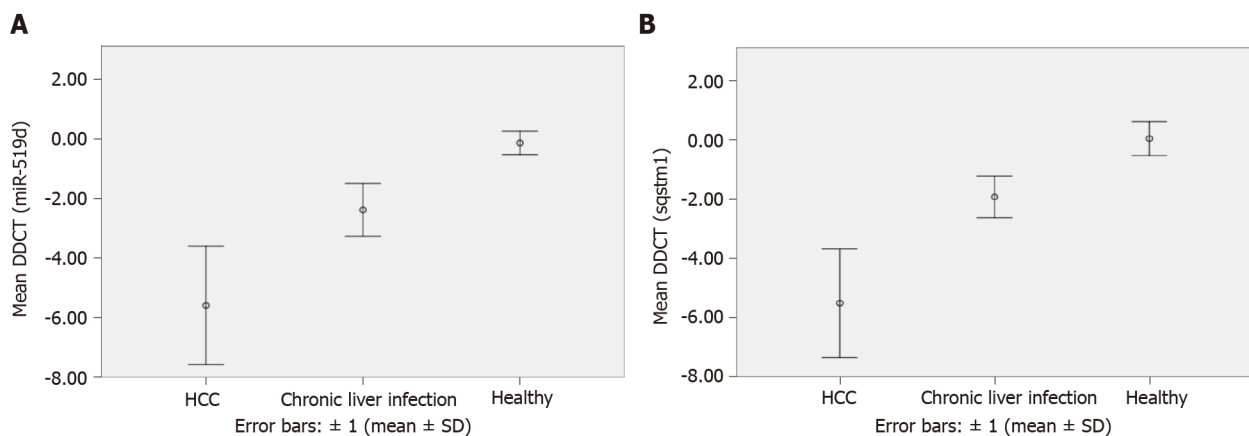 A
Mean DDCT (miR-519d)
2.00
0.00
-2.00
-4.00
-6.00
-8.00
HCC
Chronic liver infection
Healthy
Error bars: ± 1 (mean ± SD)
B
Mean DDCT (sqstm1)
2.00
0.00
-2.00
-4.00
-6.00
-8.00
HCC
Chronic liver infection
Healthy
Error bars: ± 1 (mean ± SD)